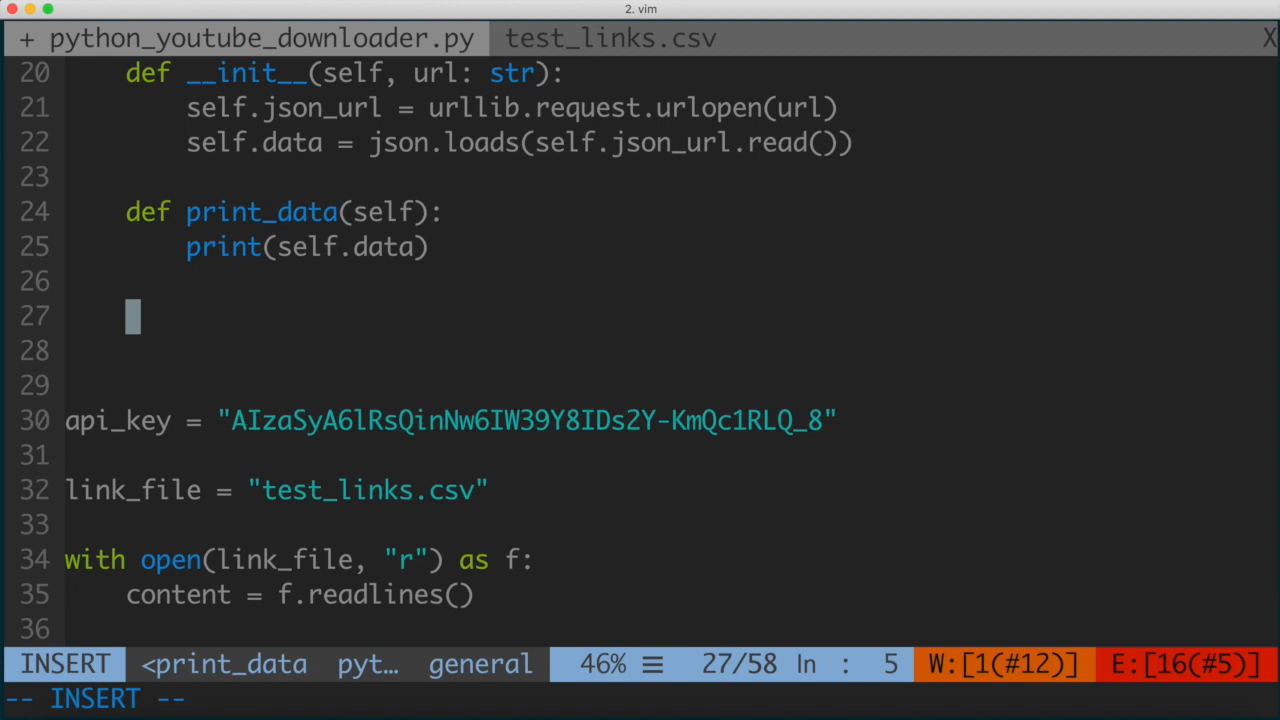 2. vim
+ python_youtube_downloader.py test_links.csv X
20 def __init__(self, url: str):
21 self.json_url = urllib.request.urlopen(url)
22 self.data = json.loads(self.json_url.read())
23
24 def print_data(self):
25 print(self.data)
26
27
28
29
30 api_key = "AIzaSyA6lRsQinNw6IW39Y8IDs2Y-KmQc1RLQ_8"
31
32 link_file = "test_links.csv"
33
34 with open(link_file, "r") as f:
35 content = f.readlines()
36
INSERT <print_data pyt… general 46% ☰ 27/58 ln : 5 W:[1(#12)] E:[16(#5)]
-- INSERT --